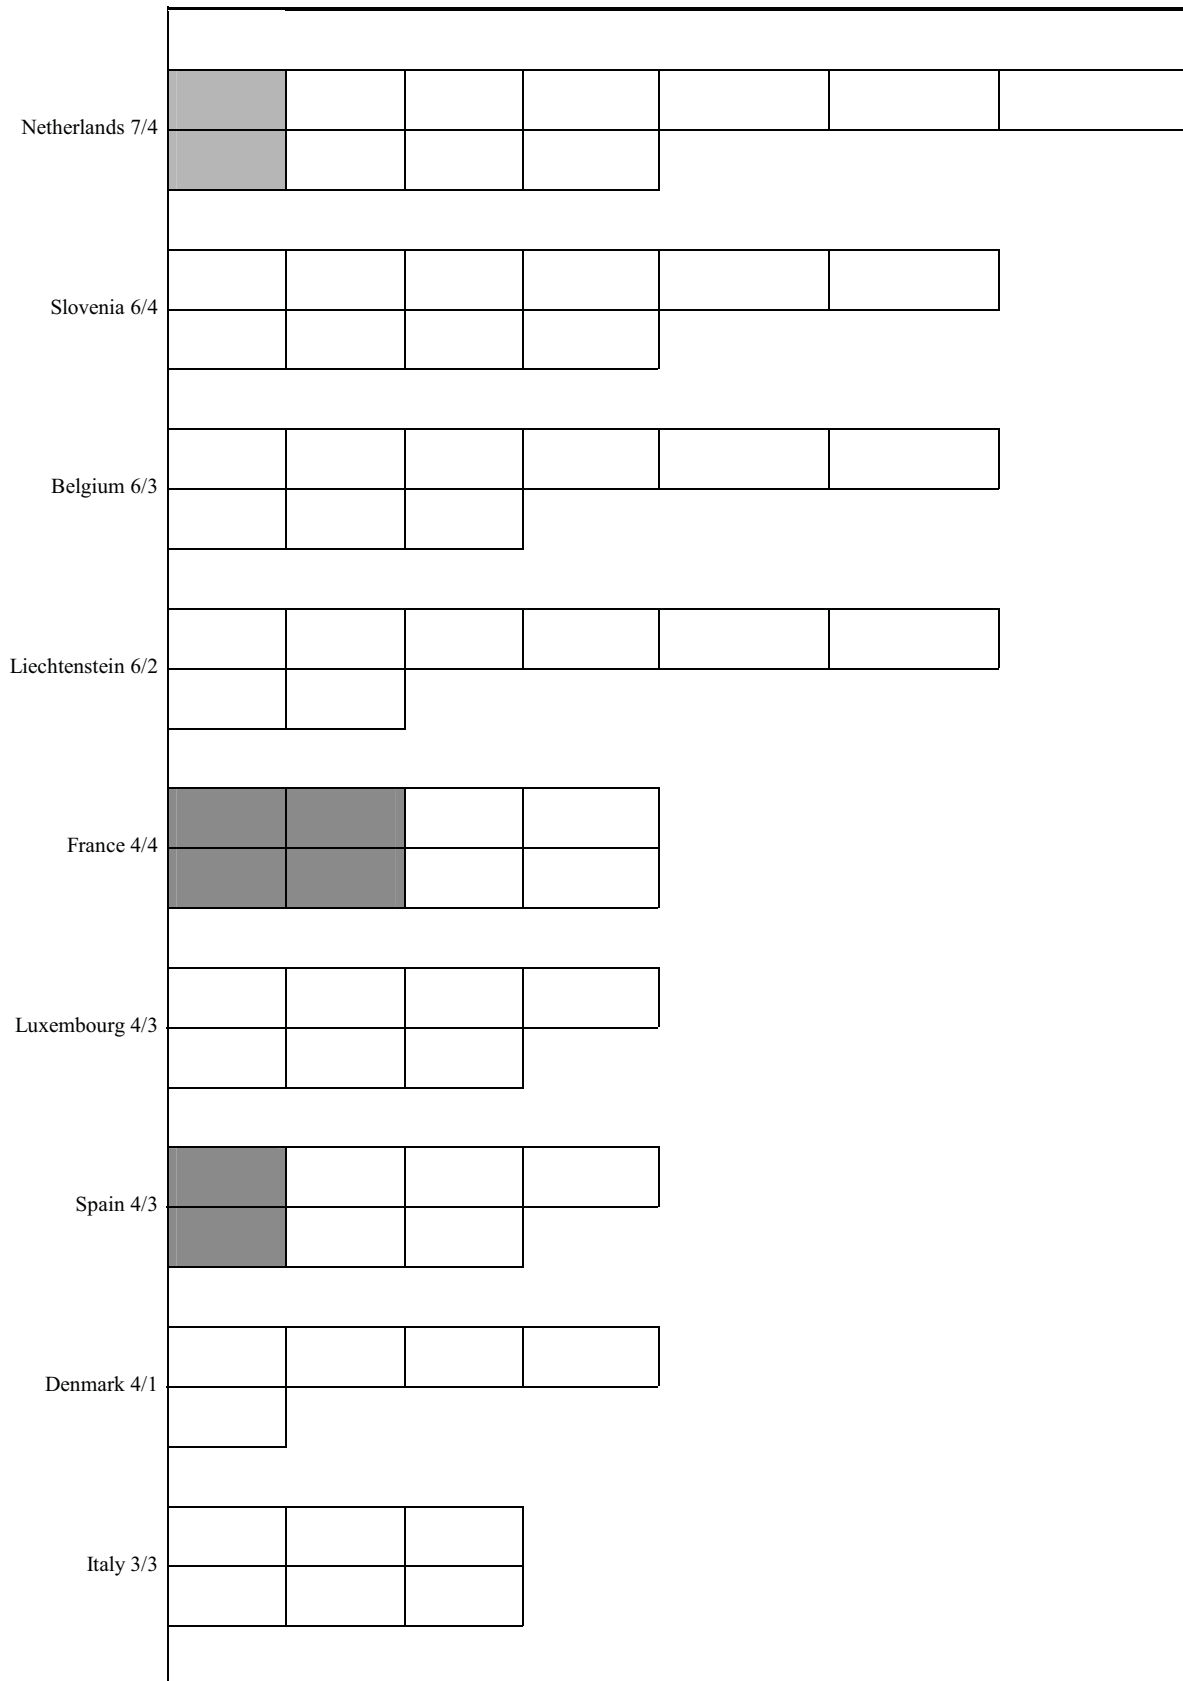 Netherlands 7/4
Slovenia 6/4
Belgium 6/3
Liechtenstein 6/2
France 4/4
Luxembourg 4/3
Spain 4/3
Denmark 4/1
Italy 3/3